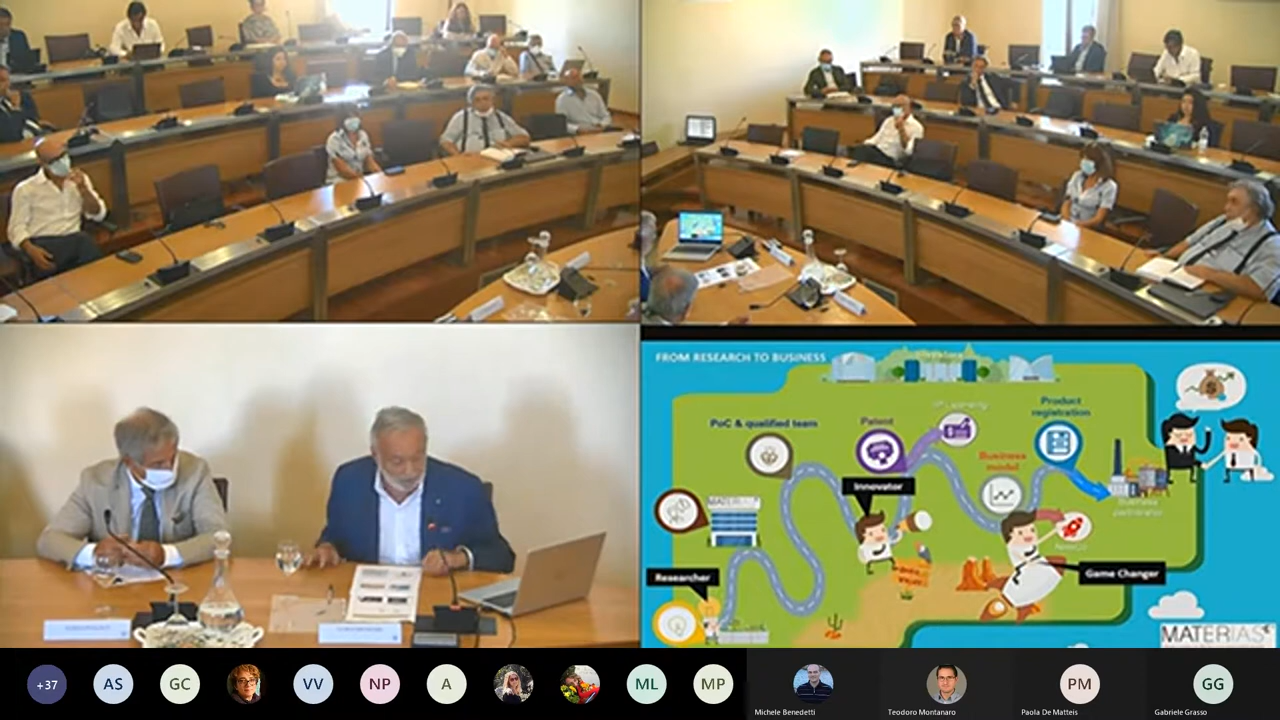 FROM RESEARCH TO BUSINESS
PoC & qualified team
Patent
Product
registration
Business
model
Innovator
MATERIAS
Researcher
Game Changer
MATERIAS
+37
AS
GC
VV
NP
A
ML
MP
PM
GG
Michele Benedetti
Teodoro Montanaro
Paola De Matteis
Gabriele Grasso